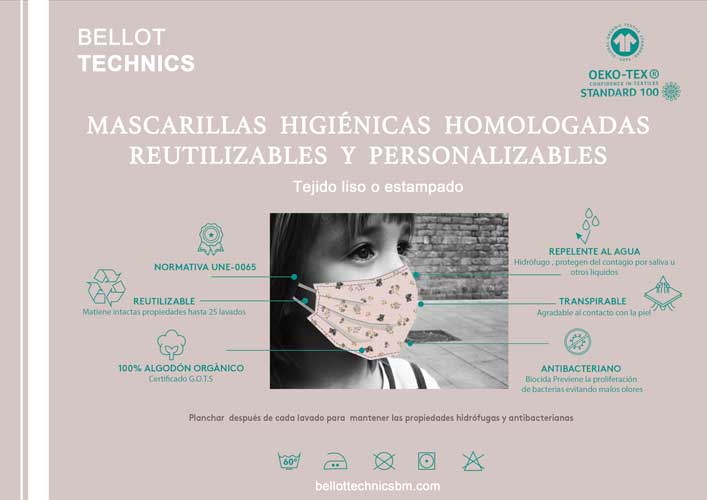 BELLOT
TECHNICS
OEKO-TEX®
CONFIDENCE IN TEXTILES
STANDARD 100
MASCARILLAS HIGIÉNICAS HOMOLOGADAS
REUTILIZABLES Y PERSONALIZABLES
Tejido liso o estampado
NORMATIVA UNE-0065
REUTILIZABLE
Matiene intactas propiedades hasta 25 lavados
100% ALGODÓN ORGÀNICO
Certificado G.O.T.S
REPELENTE AL AGUA
Hidrófugo , protegen del contagio por saliva u
otros líquidos
TRANSPIRABLE
Agradable al contacto con la piel
ANTIBACTERIANO
Biocida Previene la proliferación
de bacterias evitando malos olores
Planchar despues de cada lavado para mantener las propiedades hidrófugas y antibacterianas
60º
bellottechnicsbm.com